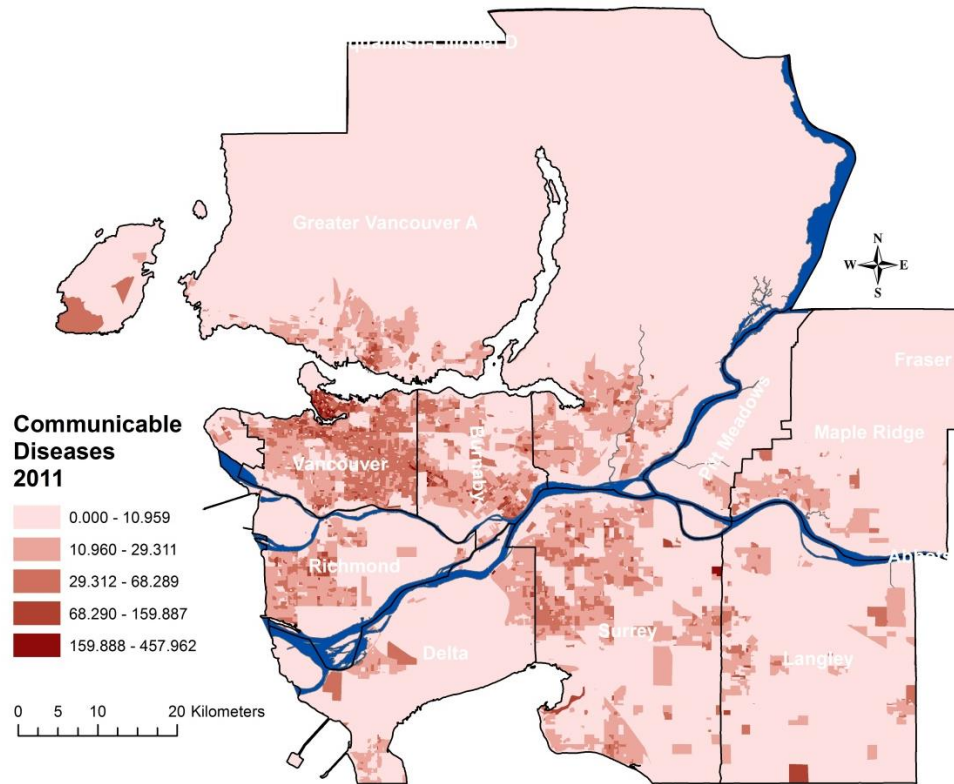 quamish-Lillooet D
Greater Vancouver A
N
W E
S
Fraser
Maple Ridge
Pitt Meadows
Burnaby
Vancouver
Communicable
Diseases
2011
0.000 - 10.959
10.960 - 29.311
29.312 - 68.289
68.290 - 159.887
159.888 - 457.962
Richmond
Surrey
Delta
Langley
0 5 10 20 Kilometers